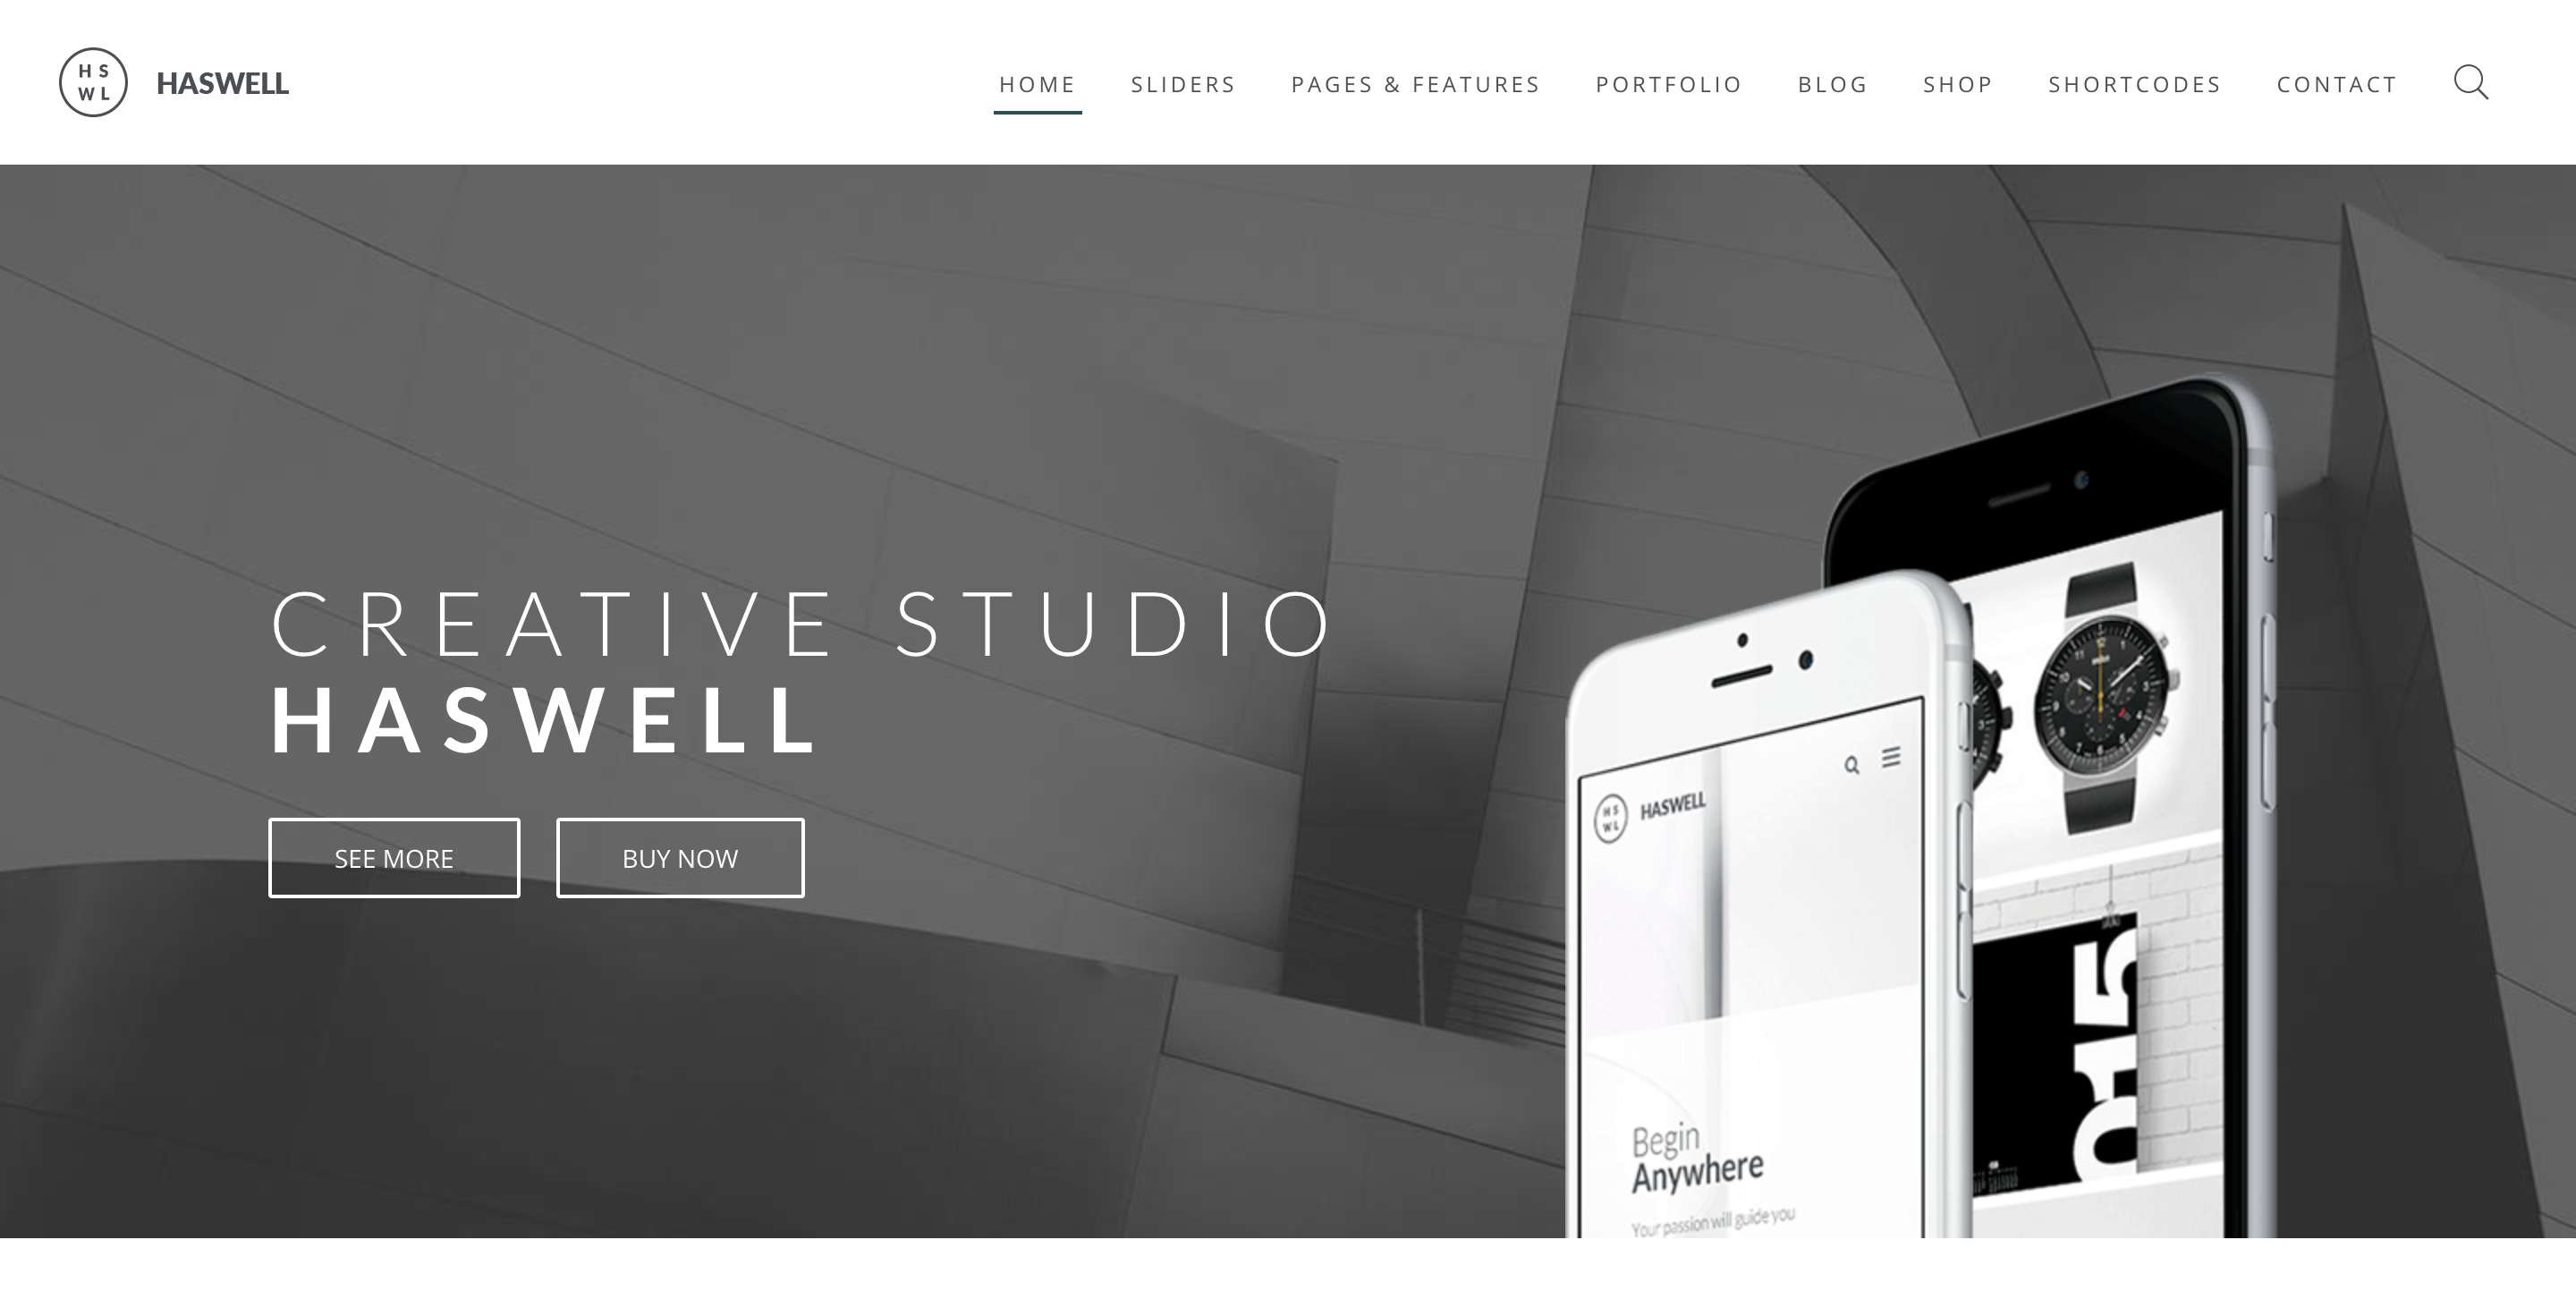 H S
W L
HASWELL
HOME SLIDERS PAGES & FEATURES PORTFOLIO BLOG SHOP SHORTCODES CONTACT
CREATIVE STUDIO
HASWELL
SEE MORE
BUY NOW
H S
W L
HASWELL
Begin
Anywhere
Your passion will guide you
015